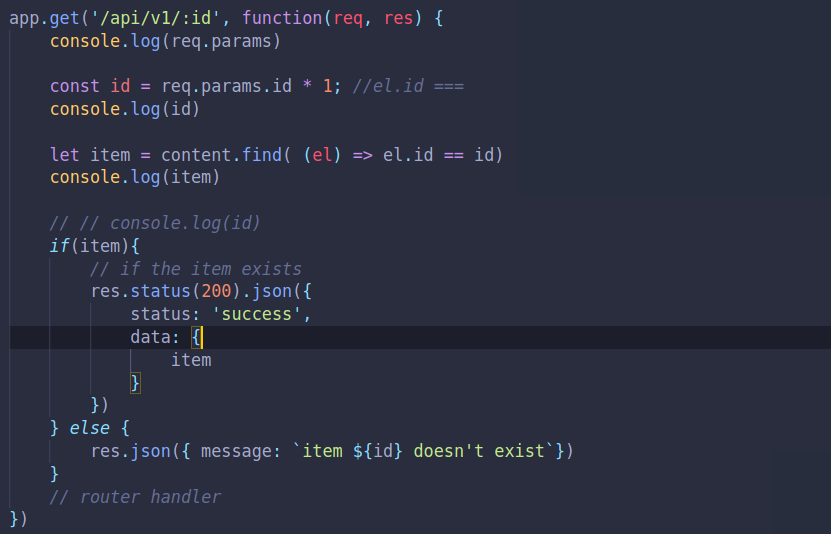 app.get('/api/v1/:id', function(req, res) {
    console.log(req.params)

    const id = req.params.id * 1; //el.id ===
    console.log(id)

    let item = content.find( (el) => el.id == id)
    console.log(item)

    // // console.log(id)
    if(item){
        // if the item exists
        res.status(200).json({
            status: 'success',
            data: {
                item
            }
        })
    } else {
        res.json({ message: `item ${id} doesn't exist`})
    }
    // router handler
})